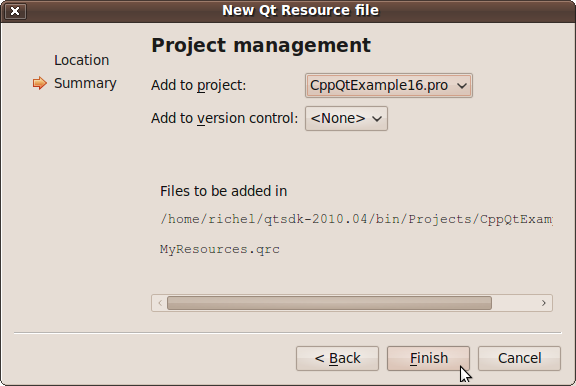 New Qt Resource file
Project management
Location
Summary
Add to project: CppQtExample16.pro
Add to version control: <None>
Files to be added in
/home/richel/qtsdk-2010.04/bin/Projects/CppQtExam
MyResources.qrc
< Back Finish Cancel